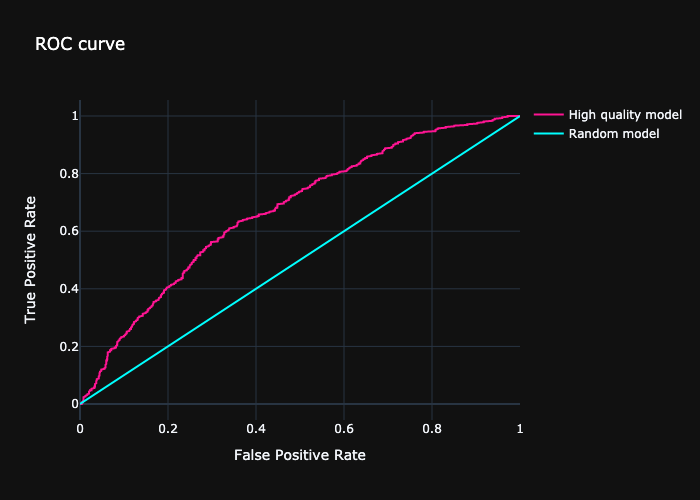 ROC curve
High quality model
Random model
True Positive Rate
1
0.8
0.6
0.4
0.2
0
0
0.2
0.4
0.6
0.8
1
False Positive Rate